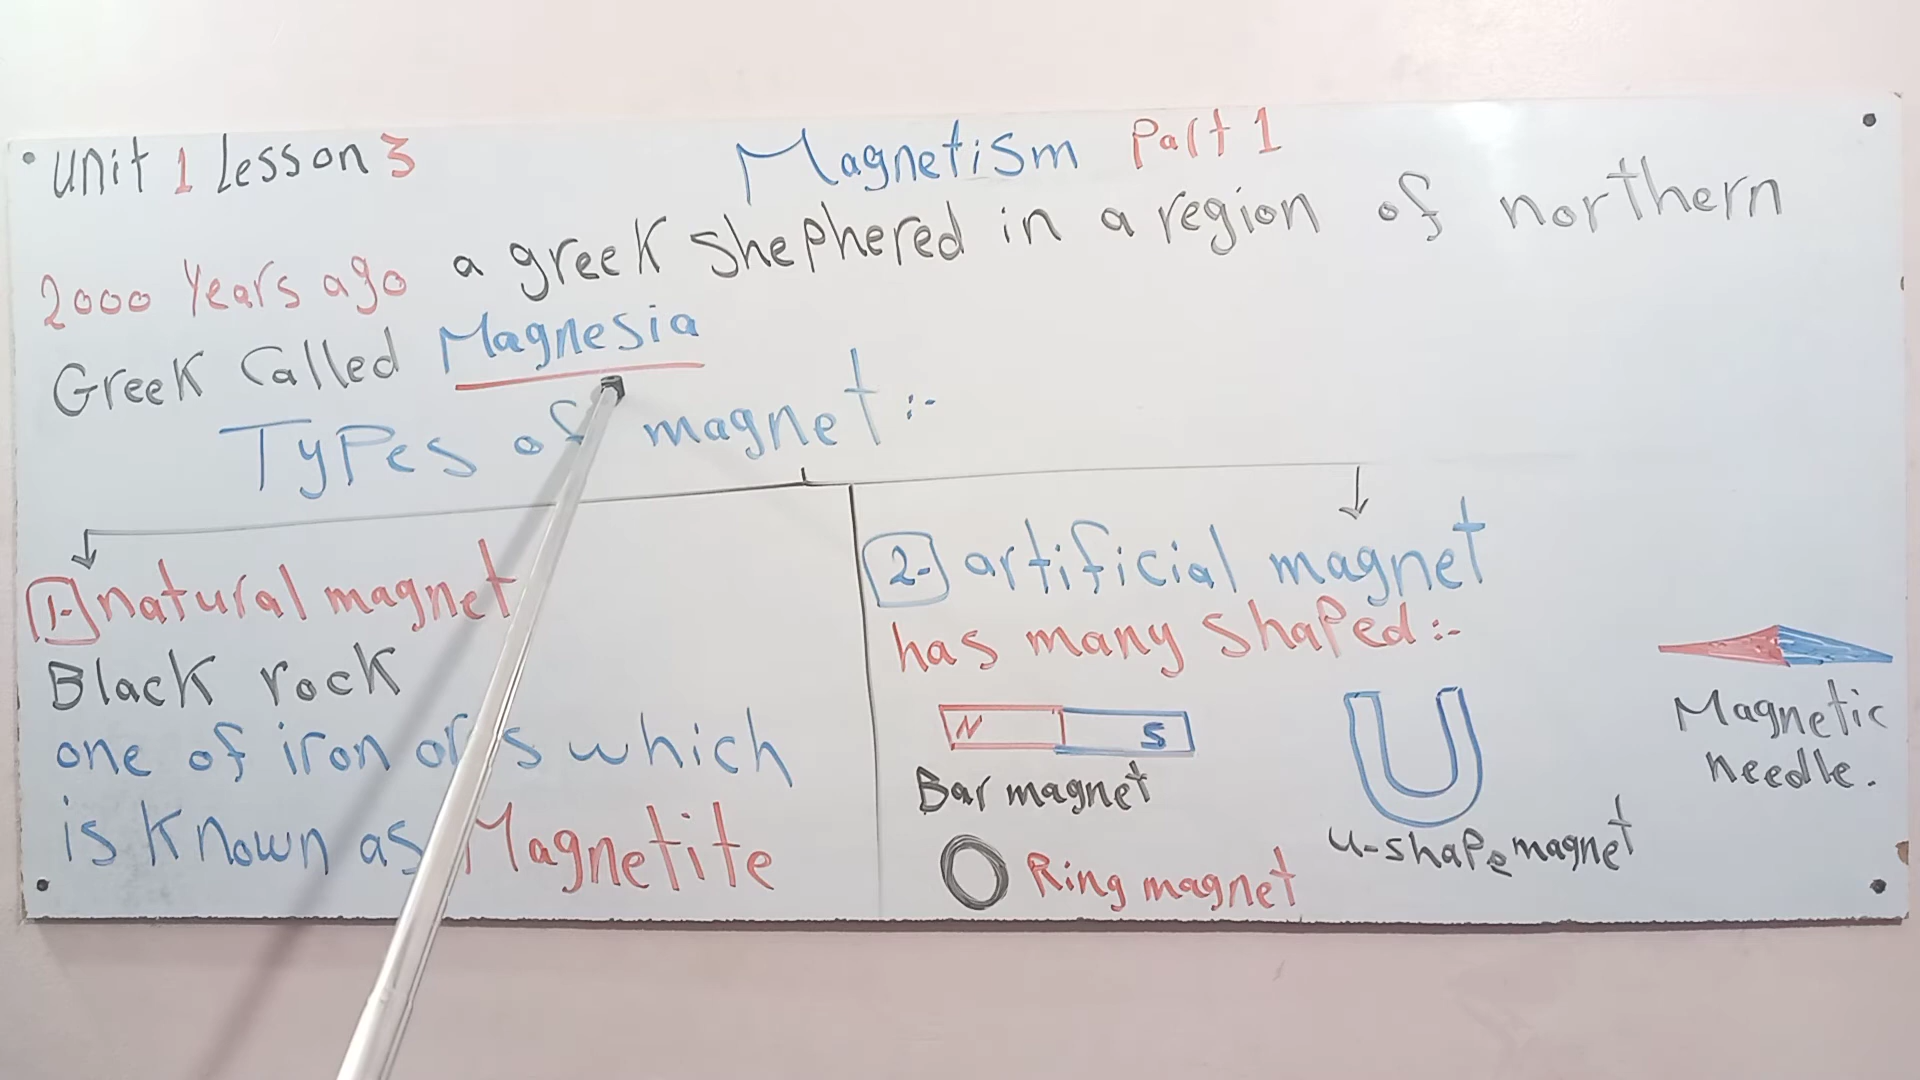 Unit 1 Lesson 3
Magnetism Part 1
2000 Years ago a greek shephered in a region of northern
Greek Called Magnesia
Types of magnet :-
1- natural magnet
Black rock
one of iron ores which
is known as Magnetite
2- artificial magnet
has many shaped :-
N S
Bar magnet
U-shape magnet
Magnetic
needle.
Ring magnet